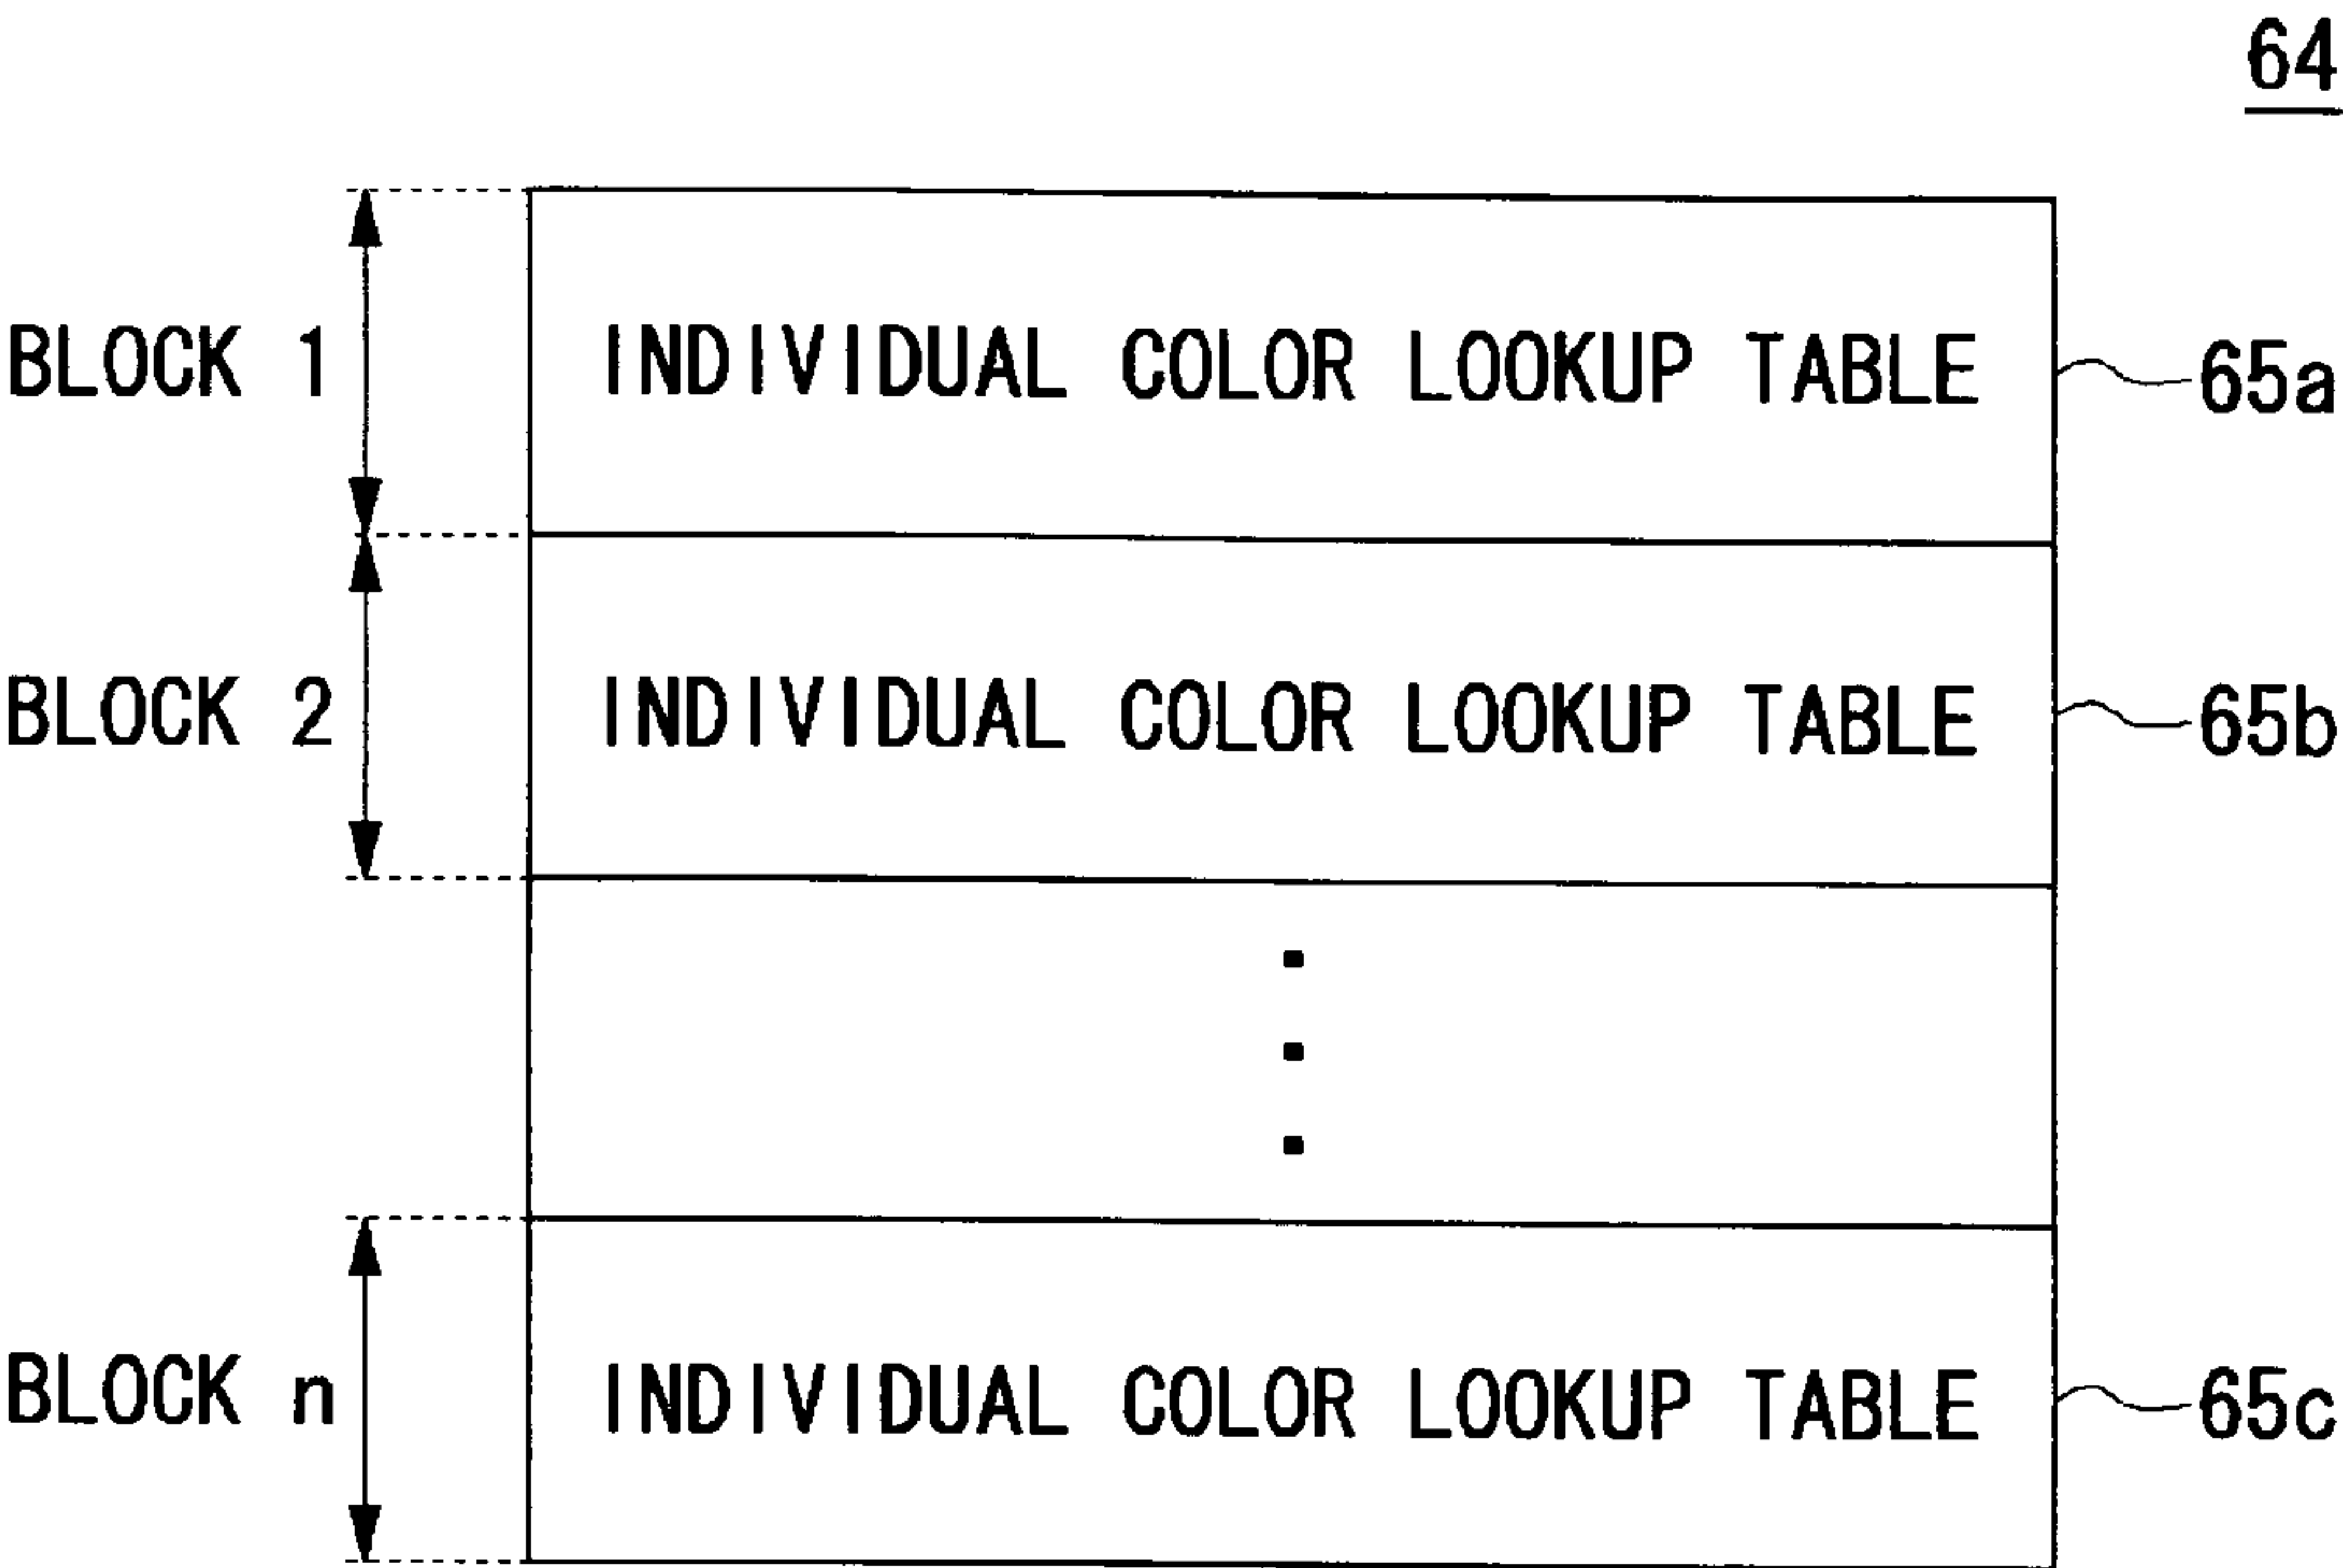 64
BLOCK 1 INDIVIDUAL COLOR LOOKUP TABLE 65a
BLOCK 2 INDIVIDUAL COLOR LOOKUP TABLE 65b
BLOCK n INDIVIDUAL COLOR LOOKUP TABLE 65c